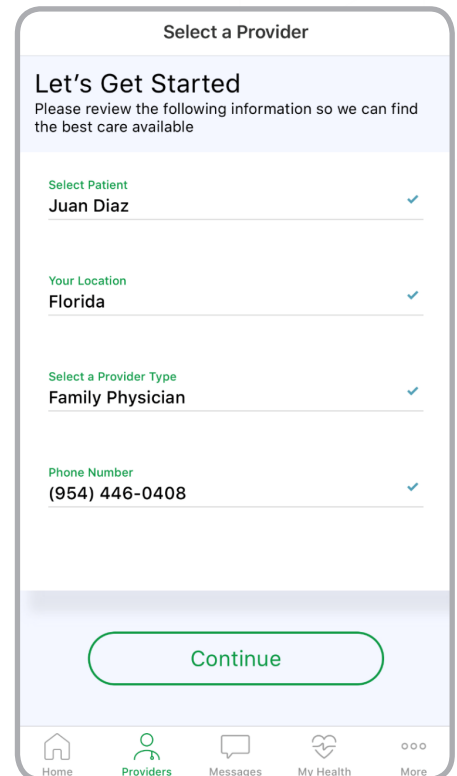 Select a Provider
Let's Get Started
Please review the following information so we can find
the best care available
Select Patient
Juan Diaz
Your Location
Florida
Select a Provider Type
Family Physician
Phone Number
(954) 446-0408
Continue
Home Providers Messages My Health More